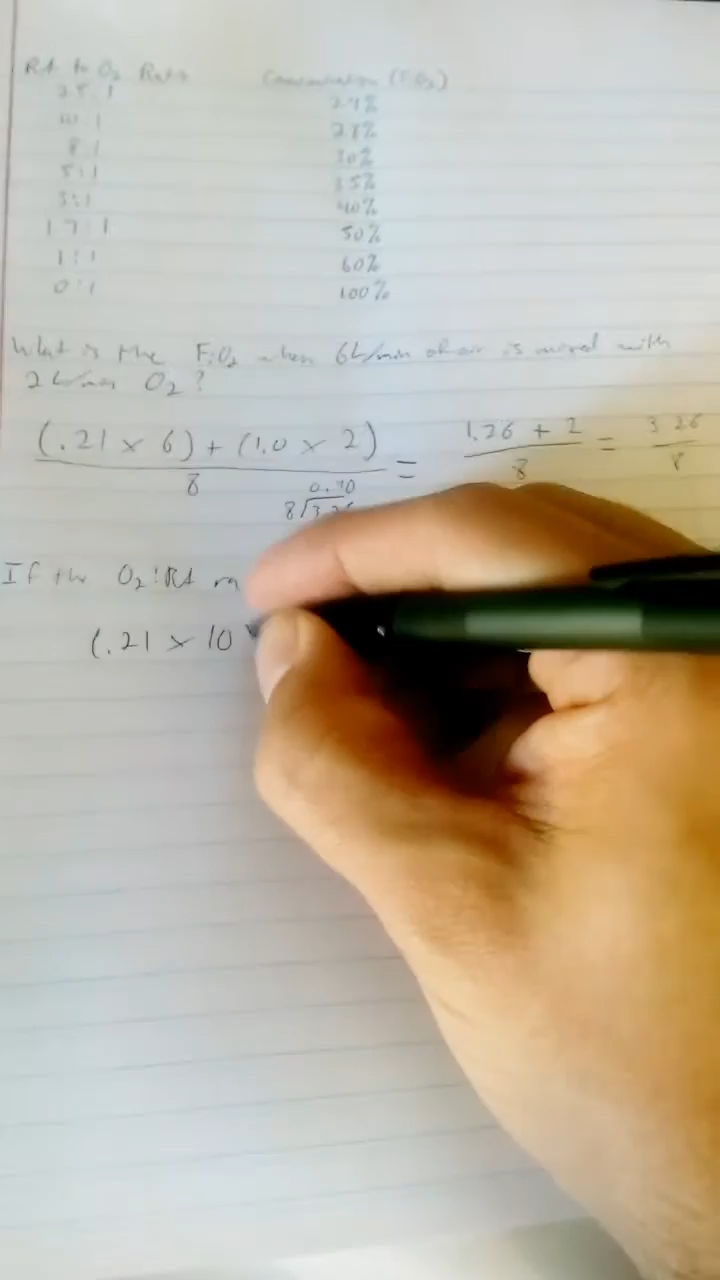 RA to O2 Ratio Concentration (FiO2)
25:1 24%
10:1 28%
8:1 30%
5:1 35%
3:1 40%
1.7:1 50%
1:1 60%
0:1 100%
What is the FiO2 when 6L/min of air is mixed with
2 L/min O2?
(.21 x 6) + (1.0 x 2) / 8 = 1.26 + 2 / 8 = 3.26 / 8
0.40
8
If the O2:RA
(.21 x 10